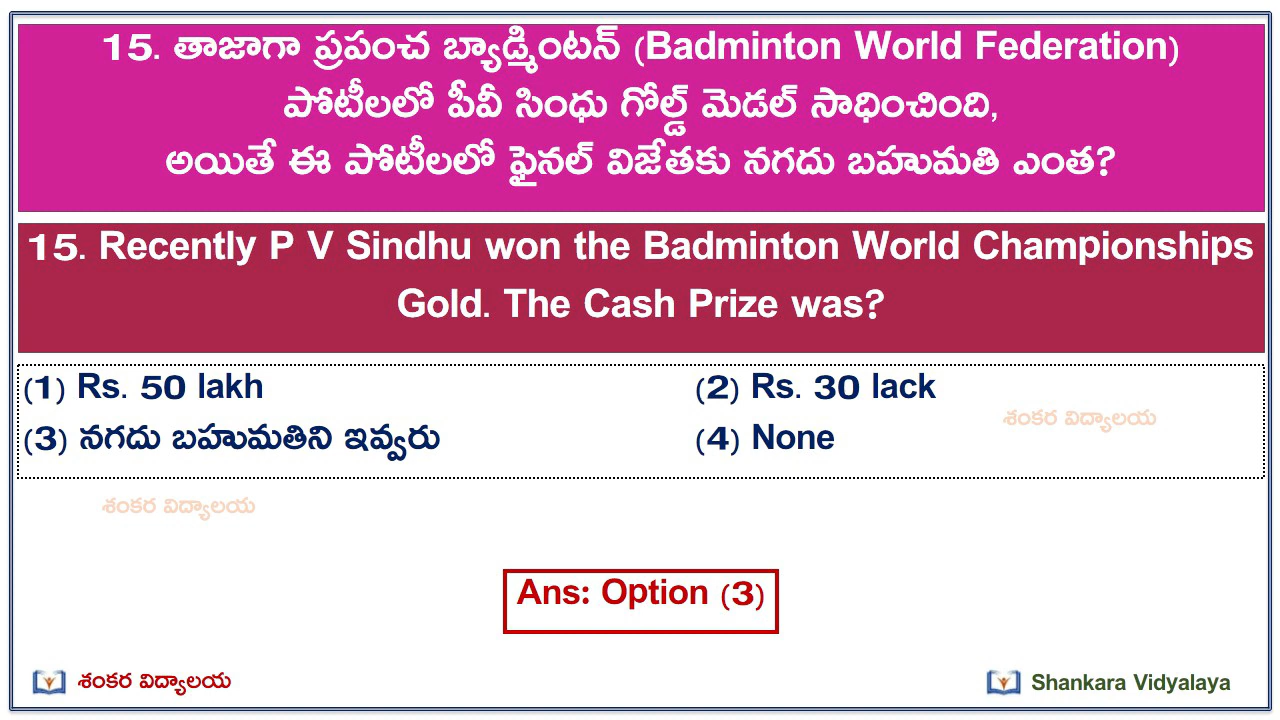 15. తాజాగా ప్రపంచ బ్యాడ్మింటన్ (Badminton World Federation)
పోటీలలో పీవీ సింధు గోల్డ్ మెడల్ సాధించింది,
అయితే ఈ పోటీలలో ఫైనల్ విజేతకు నగదు బహుమతి ఎంత?
15. Recently P V Sindhu won the Badminton World Championships
Gold. The Cash Prize was?
(1) Rs. 50 lakh (2) Rs. 30 lack
శంకర విద్యాలయ
(3) నగదు బహుమతిని ఇవ్వరు (4) None
శంకర విద్యాలయ
Ans: Option (3)
శంకర విద్యాలయ Shankara Vidyalaya